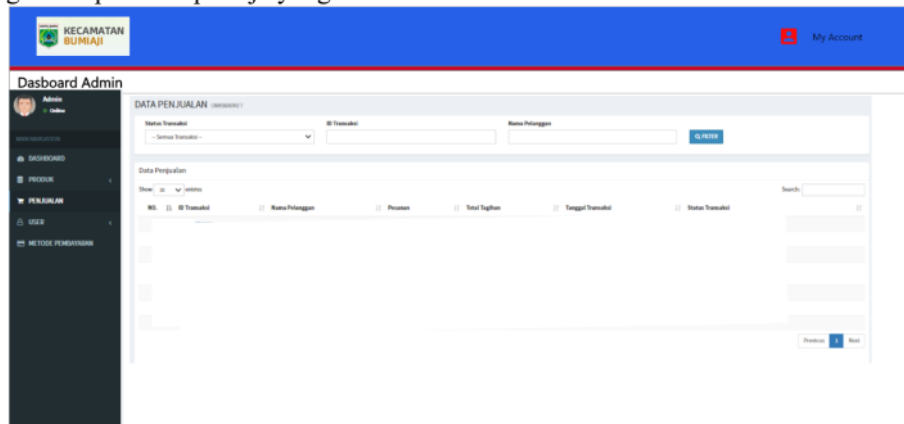 KECAMATAN
BUMIAJI
My Account
Dasboard Admin
Admin
Online
DASHBOARD
PRODUK
PENJUALAN
USER
METODE PEMBAYARAN
DATA PENJUALAN
Status Transaksi
ID Transaksi
Nama Pelanggan
-- Semua Transaksi --
FILTER
Data Penjualan
Show entries
Search:
NO. ID Transaksi Nama Pelanggan Pesanan Total Tagihan Tanggal Transaksi Status Transaksi
Previous 1 Next